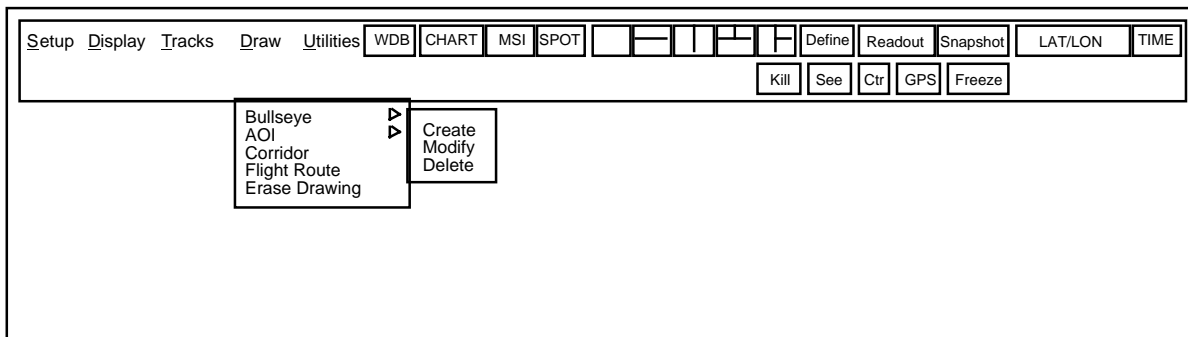 Setup Display Tracks Draw Utilities WDB CHART MSI SPOT Define Readout Snapshot LAT/LON TIME
Kill See Ctr GPS Freeze
Bullseye
AOI
Corridor
Flight Route
Erase Drawing
Create
Modify
Delete